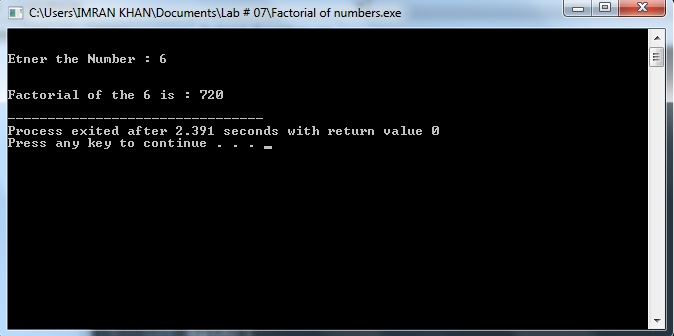 C:\Users\IMRAN KHAN\Documents\Lab # 07\Factorial of numbers.exe
Etner the Number : 6
Factorial of the 6 is : 720
--------------------------------
Process exited after 2.391 seconds with return value 0
Press any key to continue . . . _